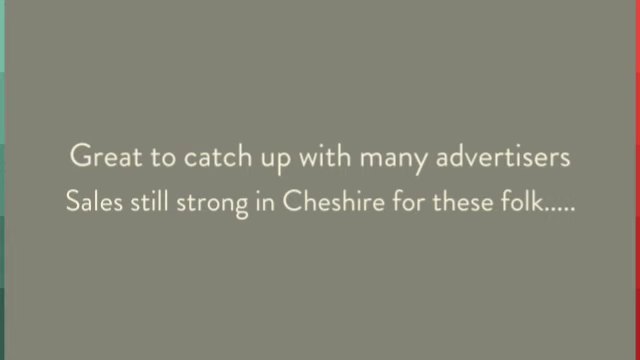 Great to catch up with many advertisers
Sales still strong in Cheshire for these folk.....